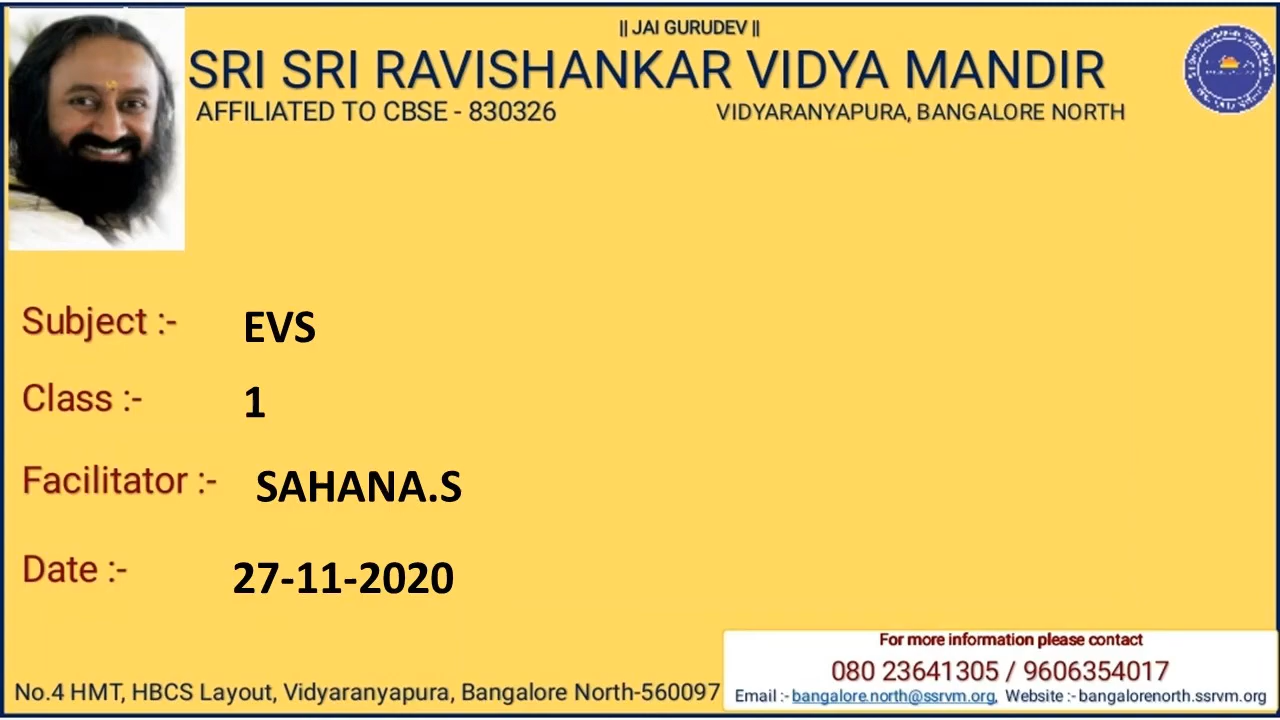 || JAI GURUDEV ||
SRI SRI RAVISHANKAR VIDYA MANDIR
AFFILIATED TO CBSE - 830326 VIDYARANYAPURA, BANGALORE NORTH
Subject :- EVS
Class :- 1
Facilitator :- SAHANA.S
Date :- 27-11-2020
For more information please contact
080 23641305 / 9606354017
No.4 HMT, HBCS Layout, Vidyaranyapura, Bangalore North-560097
Email :- bangalore.north@ssrvm.org, Website :- bangalorenorth.ssrvm.org